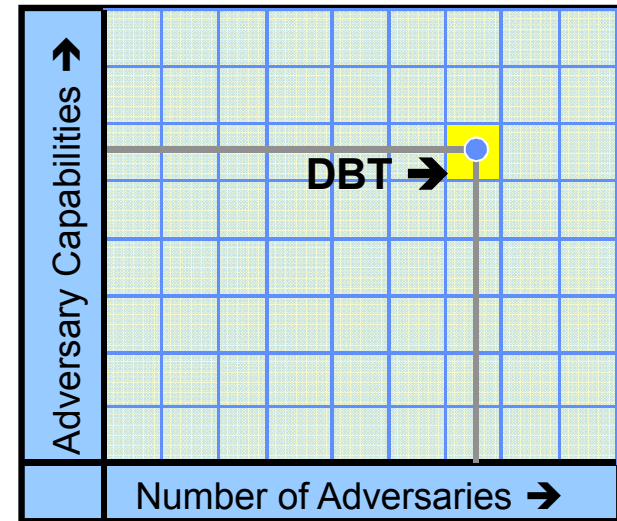 Adversary Capabilities ➔
DBT ➔
Number of Adversaries ➔